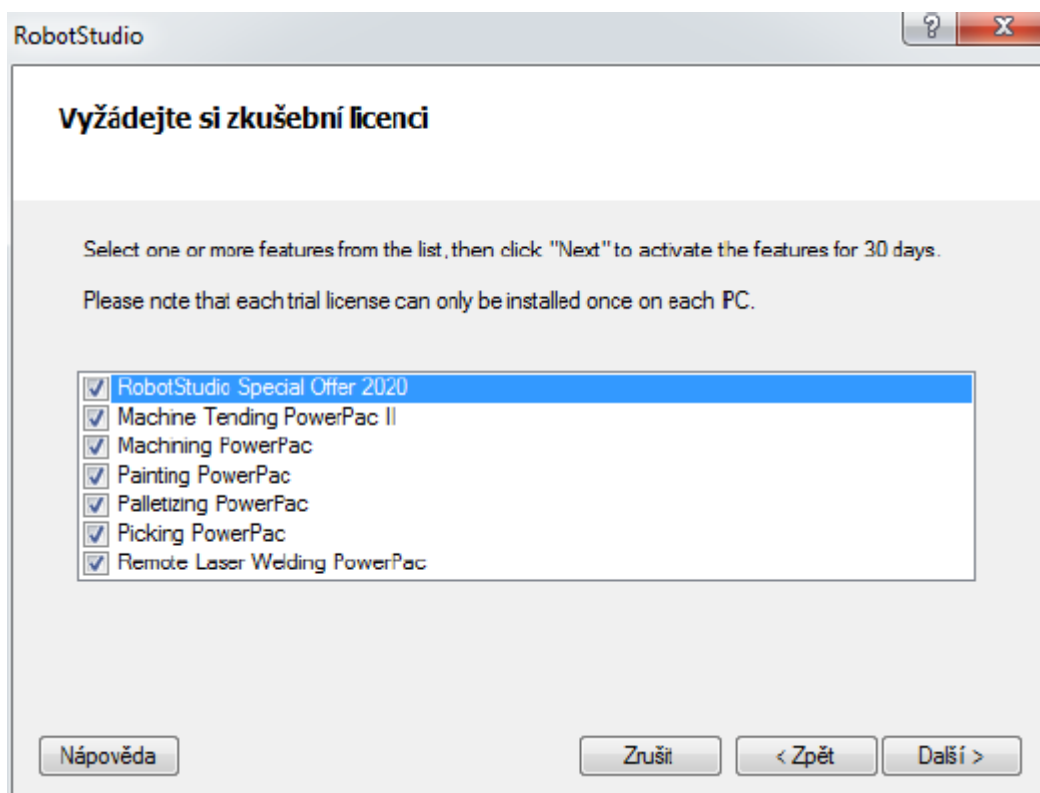 RobotStudio
Vyžádejte si zkušební licenci
Select one or more features from the list, then click "Next" to activate the features for 30 days.
Please note that each trial license can only be installed once on each PC.
RobotStudio Special Offer 2020
Machine Tending PowerPac II
Machining PowerPac
Painting PowerPac
Palletizing PowerPac
Picking PowerPac
Remote Laser Welding PowerPac
Nápověda Zrušit < Zpět Další >